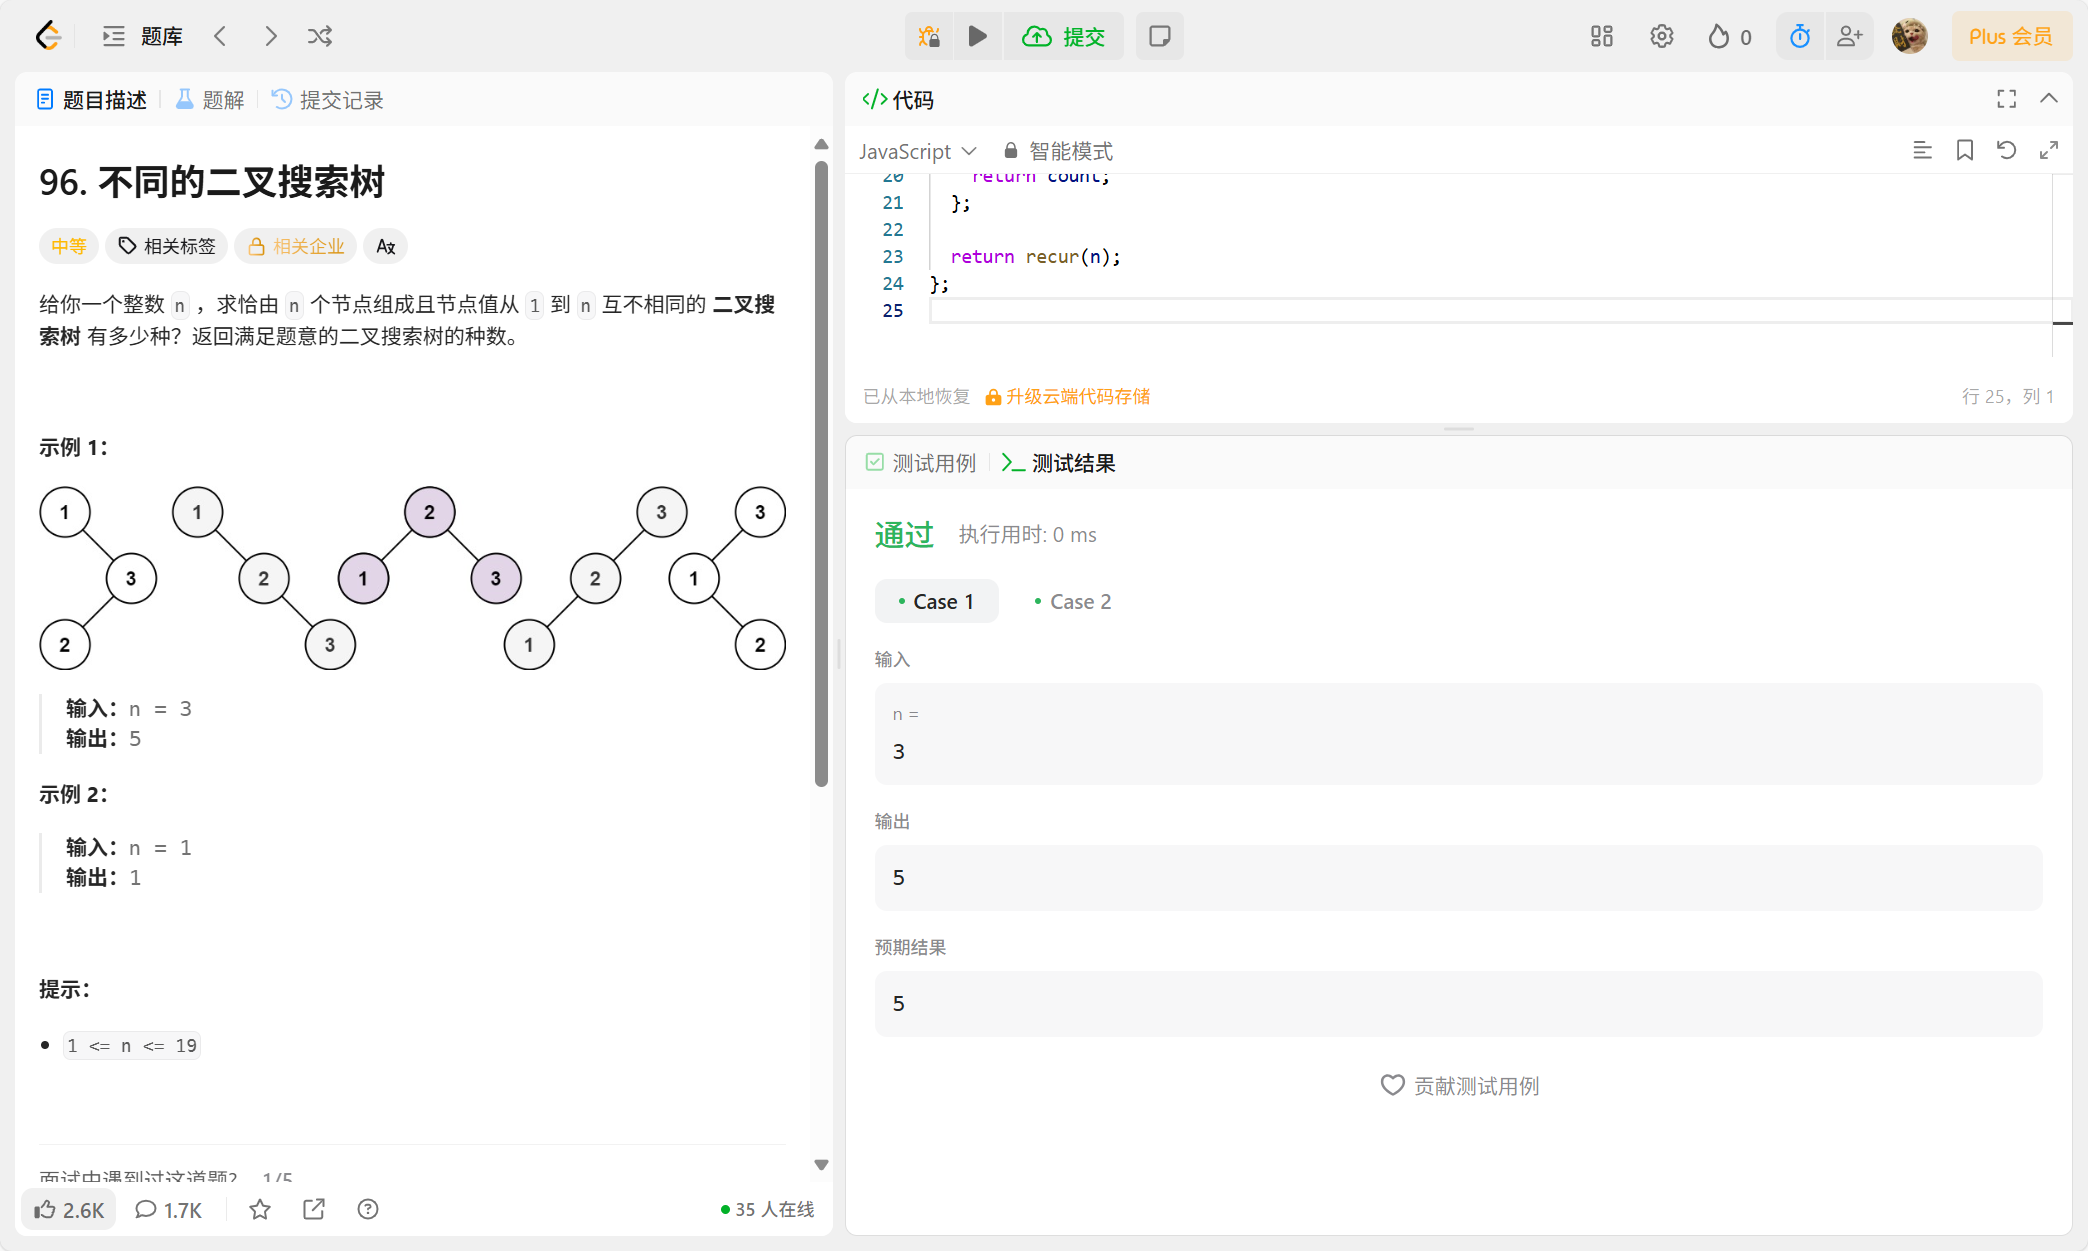 题库
提交
0
Plus 会员
题目描述
题解
提交记录
96. 不同的二叉搜索树
中等
相关标签
相关企业
给你一个整数 n ，求恰由 n 个节点组成且节点值从 1 到 n 互不相同的 二叉搜
索树 有多少种？返回满足题意的二叉搜索树的种数。
示例 1：
1 1 2 3 3
3 2 1 3 2 1
2 3 1 2
输入：n = 3
输出：5
示例 2：
输入：n = 1
输出：1
提示：
1 <= n <= 19
面试中遇到过这道题? 1/5
2.6K
1.7K
35 人在线
代码
JavaScript
智能模式
20 return count;
21 };
22
23 return recur(n);
24 };
25
已从本地恢复
升级云端代码存储
行 25，列 1
测试用例
测试结果
通过
执行用时: 0 ms
Case 1
Case 2
输入
n =
3
输出
5
预期结果
5
贡献测试用例